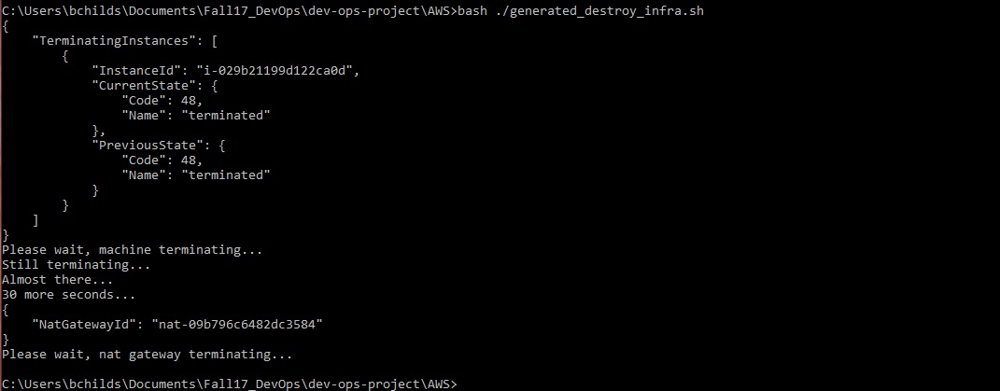 C:\Users\bchilds\Documents\Fall17_DevOps\dev-ops-project\AWS>bash ./generated_destroy_infra.sh
{
    "TerminatingInstances": [
        {
            "InstanceId": "i-029b21199d122ca0d",
            "CurrentState": {
                "Code": 48,
                "Name": "terminated"
            },
            "PreviousState": {
                "Code": 48,
                "Name": "terminated"
            }
        }
    ]
}
Please wait, machine terminating...
Still terminating...
Almost there...
30 more seconds...
{
    "NatGatewayId": "nat-09b796c6482dc3584"
}
Please wait, nat gateway terminating...
C:\Users\bchilds\Documents\Fall17_DevOps\dev-ops-project\AWS>